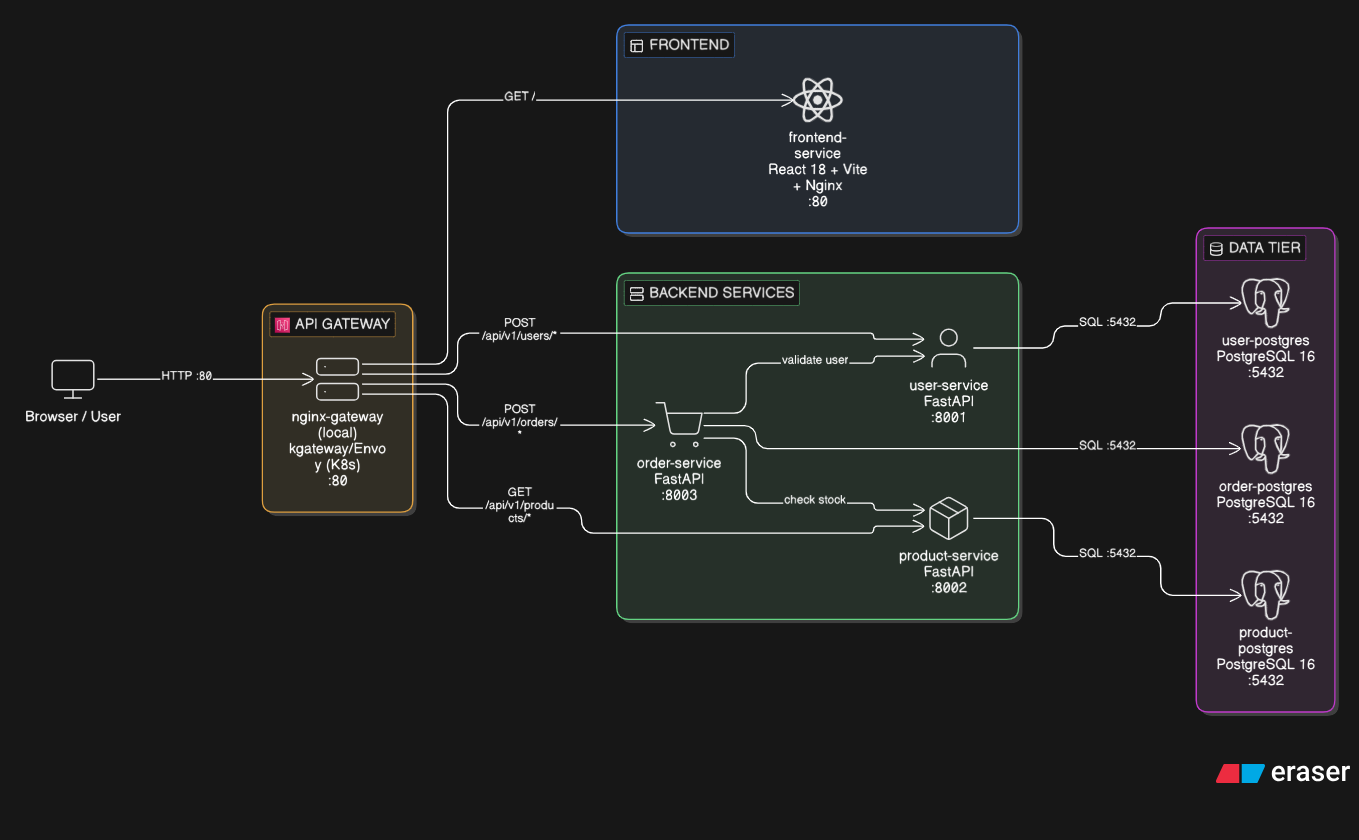 FRONTEND
GET /
frontend-
service
React 18 + Vite
+ Nginx
:80
DATA TIER
BACKEND SERVICES
API GATEWAY
POST
/api/v1/users/*
SQL :5432
user-postgres
PostgreSQL 16
:5432
validate user
user-service
FastAPI
:8001
HTTP :80
Browser / User
nginx-gateway
(local)
kgateway/Envo
y (K8s)
:80
POST
/api/v1/orders/
*
order-service
FastAPI
:8003
SQL :5432
order-postgres
PostgreSQL 16
:5432
GET
/api/v1/produ
cts/*
check stock
product-service
FastAPI
:8002
SQL :5432
product-
postgres
PostgreSQL 16
:5432
eraser